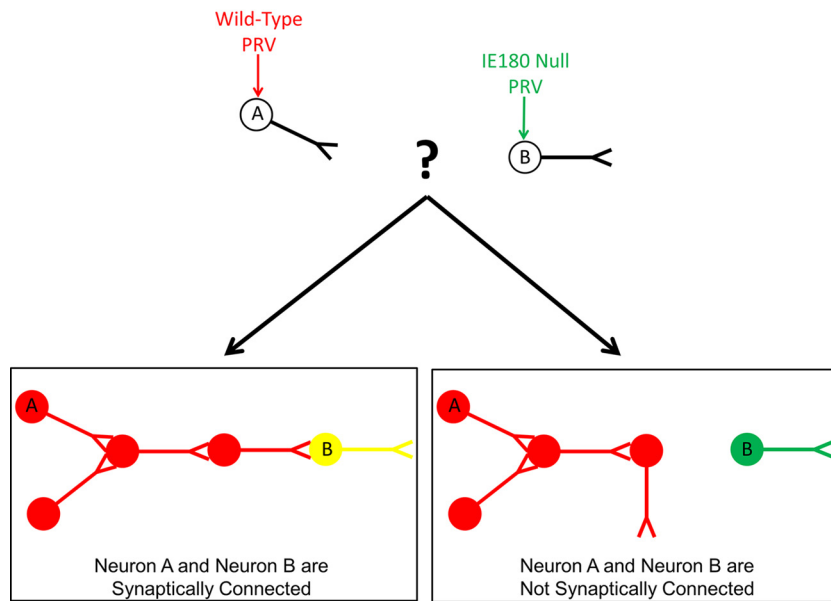 Wild-Type
PRV
IE180 Null
PRV
A
B
?
A
B
Neuron A and Neuron B are
Synaptically Connected
A
B
Neuron A and Neuron B are
Not Synaptically Connected